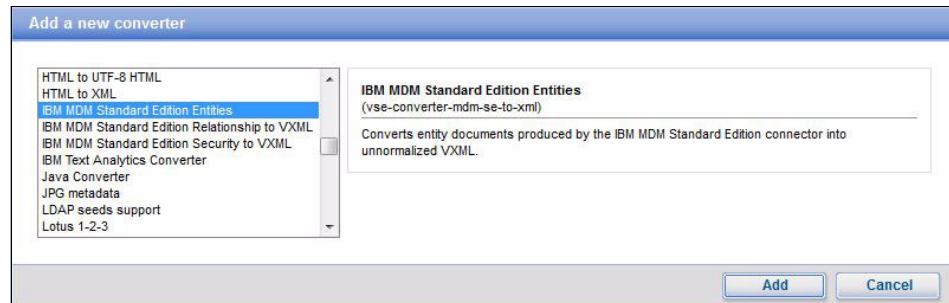 Add a new converter
HTML to UTF-8 HTML
HTML to XML
IBM MDM Standard Edition Entities
IBM MDM Standard Edition Relationship to VXML
IBM MDM Standard Edition Security to VXML
IBM Text Analytics Converter
Java Converter
JPG metadata
LDAP seeds support
Lotus 1-2-3
IBM MDM Standard Edition Entities
(vse-converter-mdm-se-to-xml)
Converts entity documents produced by the IBM MDM Standard Edition connector into
unnormalized VXML.
Add
Cancel